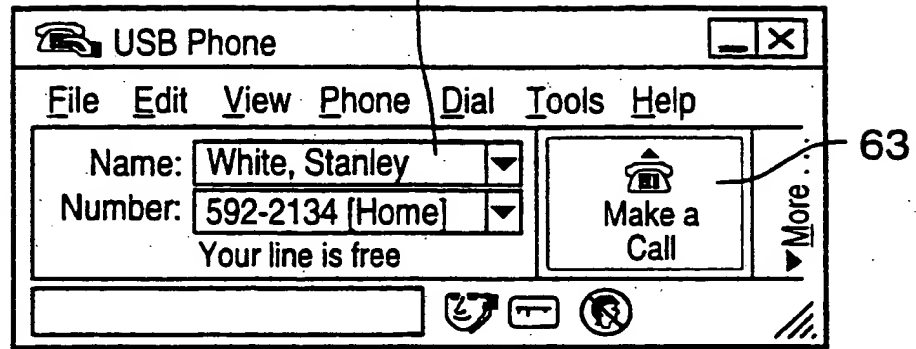 USB Phone
File Edit View Phone Dial Tools Help
Name: White, Stanley
Number: 592-2134 [Home]
Your line is free
Make a
Call
More...
63